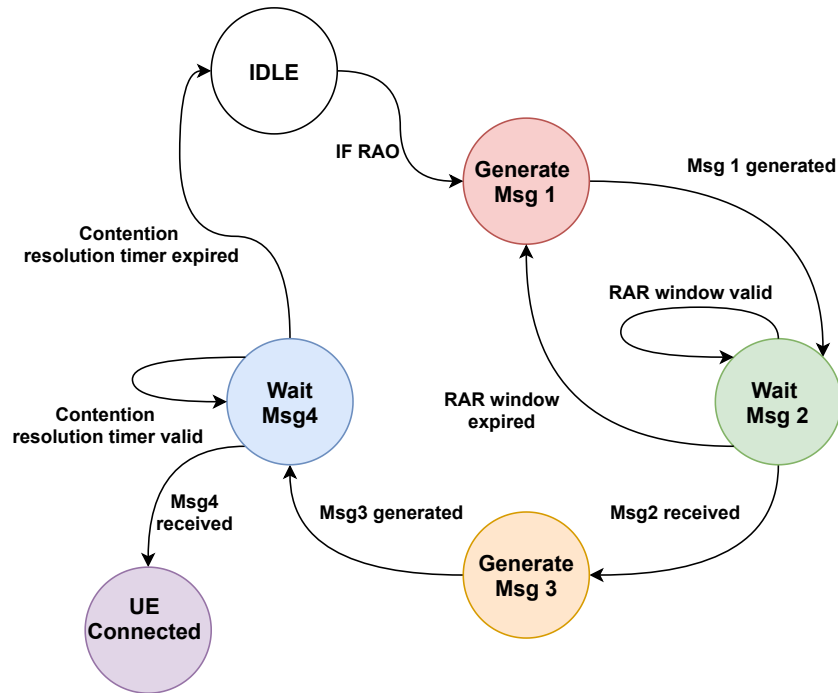 IDLE
IF RAO
Generate
Msg 1
Msg 1 generated
Contention
resolution timer expired
RAR window valid
Wait
Msg4
Wait
Msg 2
RAR window
expired
Contention
resolution timer valid
Msg4
received
Msg3 generated
Msg2 received
Generate
Msg 3
UE
Connected